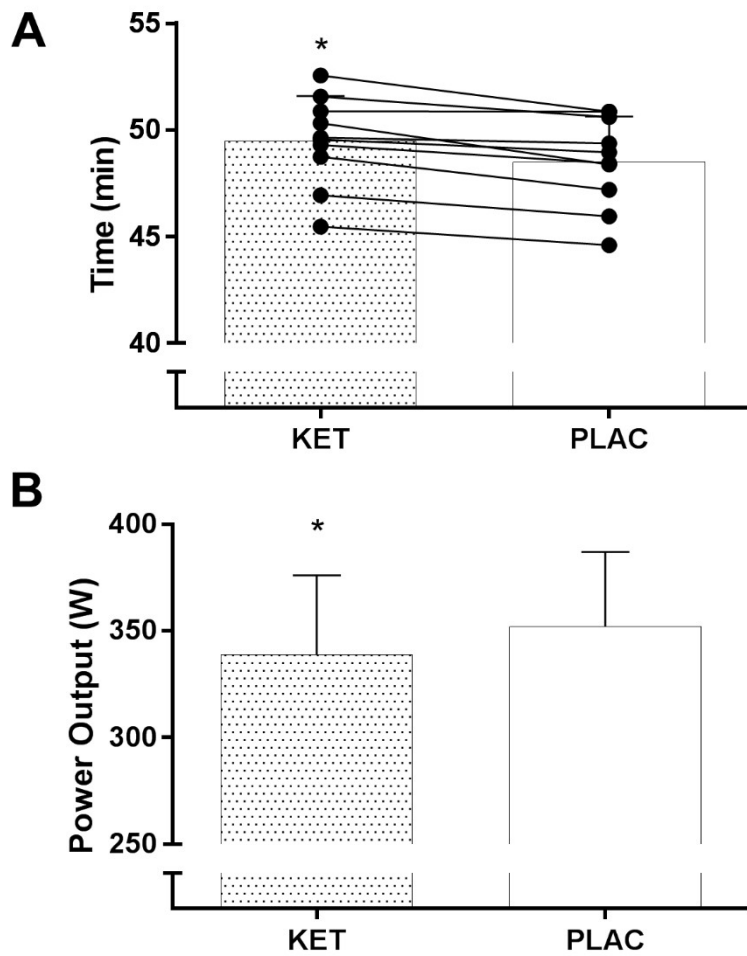 A
*
Time (min)
55
50
45
40
KET
PLAC
B
*
Power Output (W)
400
350
300
250
KET
PLAC